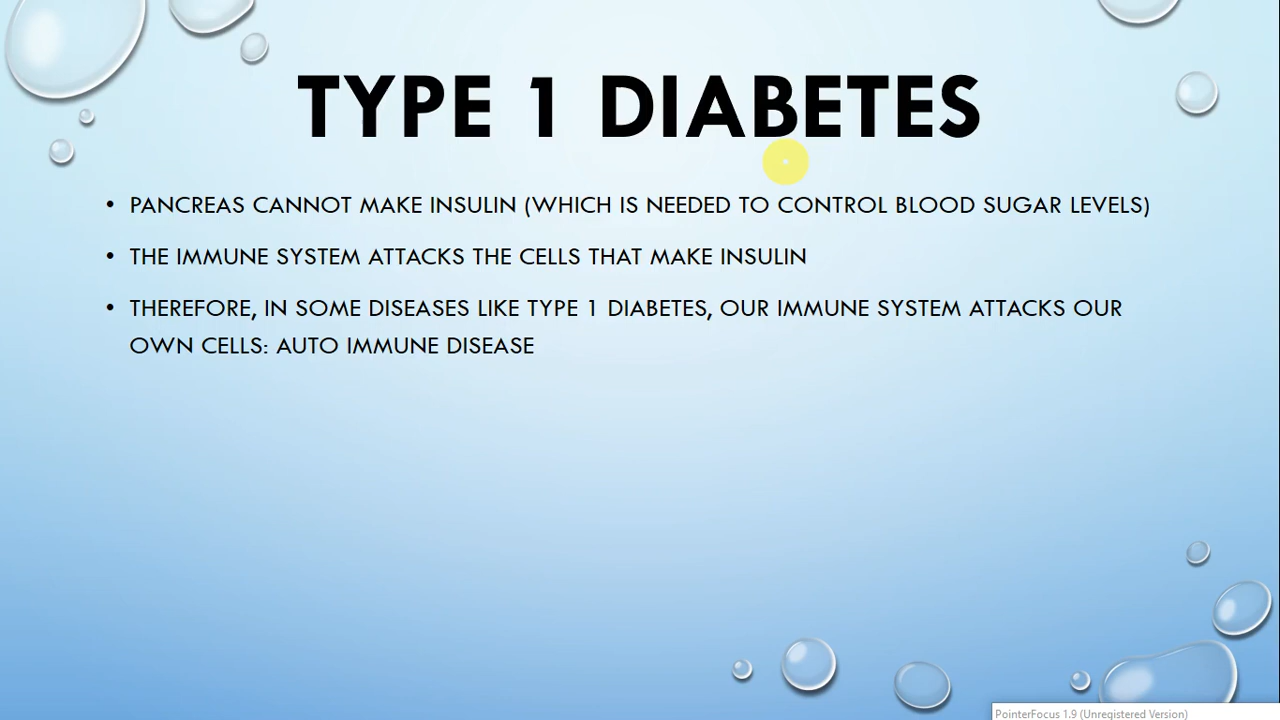 TYPE 1 DIABETES
• PANCREAS CANNOT MAKE INSULIN (WHICH IS NEEDED TO CONTROL BLOOD SUGAR LEVELS)
• THE IMMUNE SYSTEM ATTACKS THE CELLS THAT MAKE INSULIN
• THEREFORE, IN SOME DISEASES LIKE TYPE 1 DIABETES, OUR IMMUNE SYSTEM ATTACKS OUR
OWN CELLS: AUTO IMMUNE DISEASE
PointerFocus 1.9 (Unregistered Version)